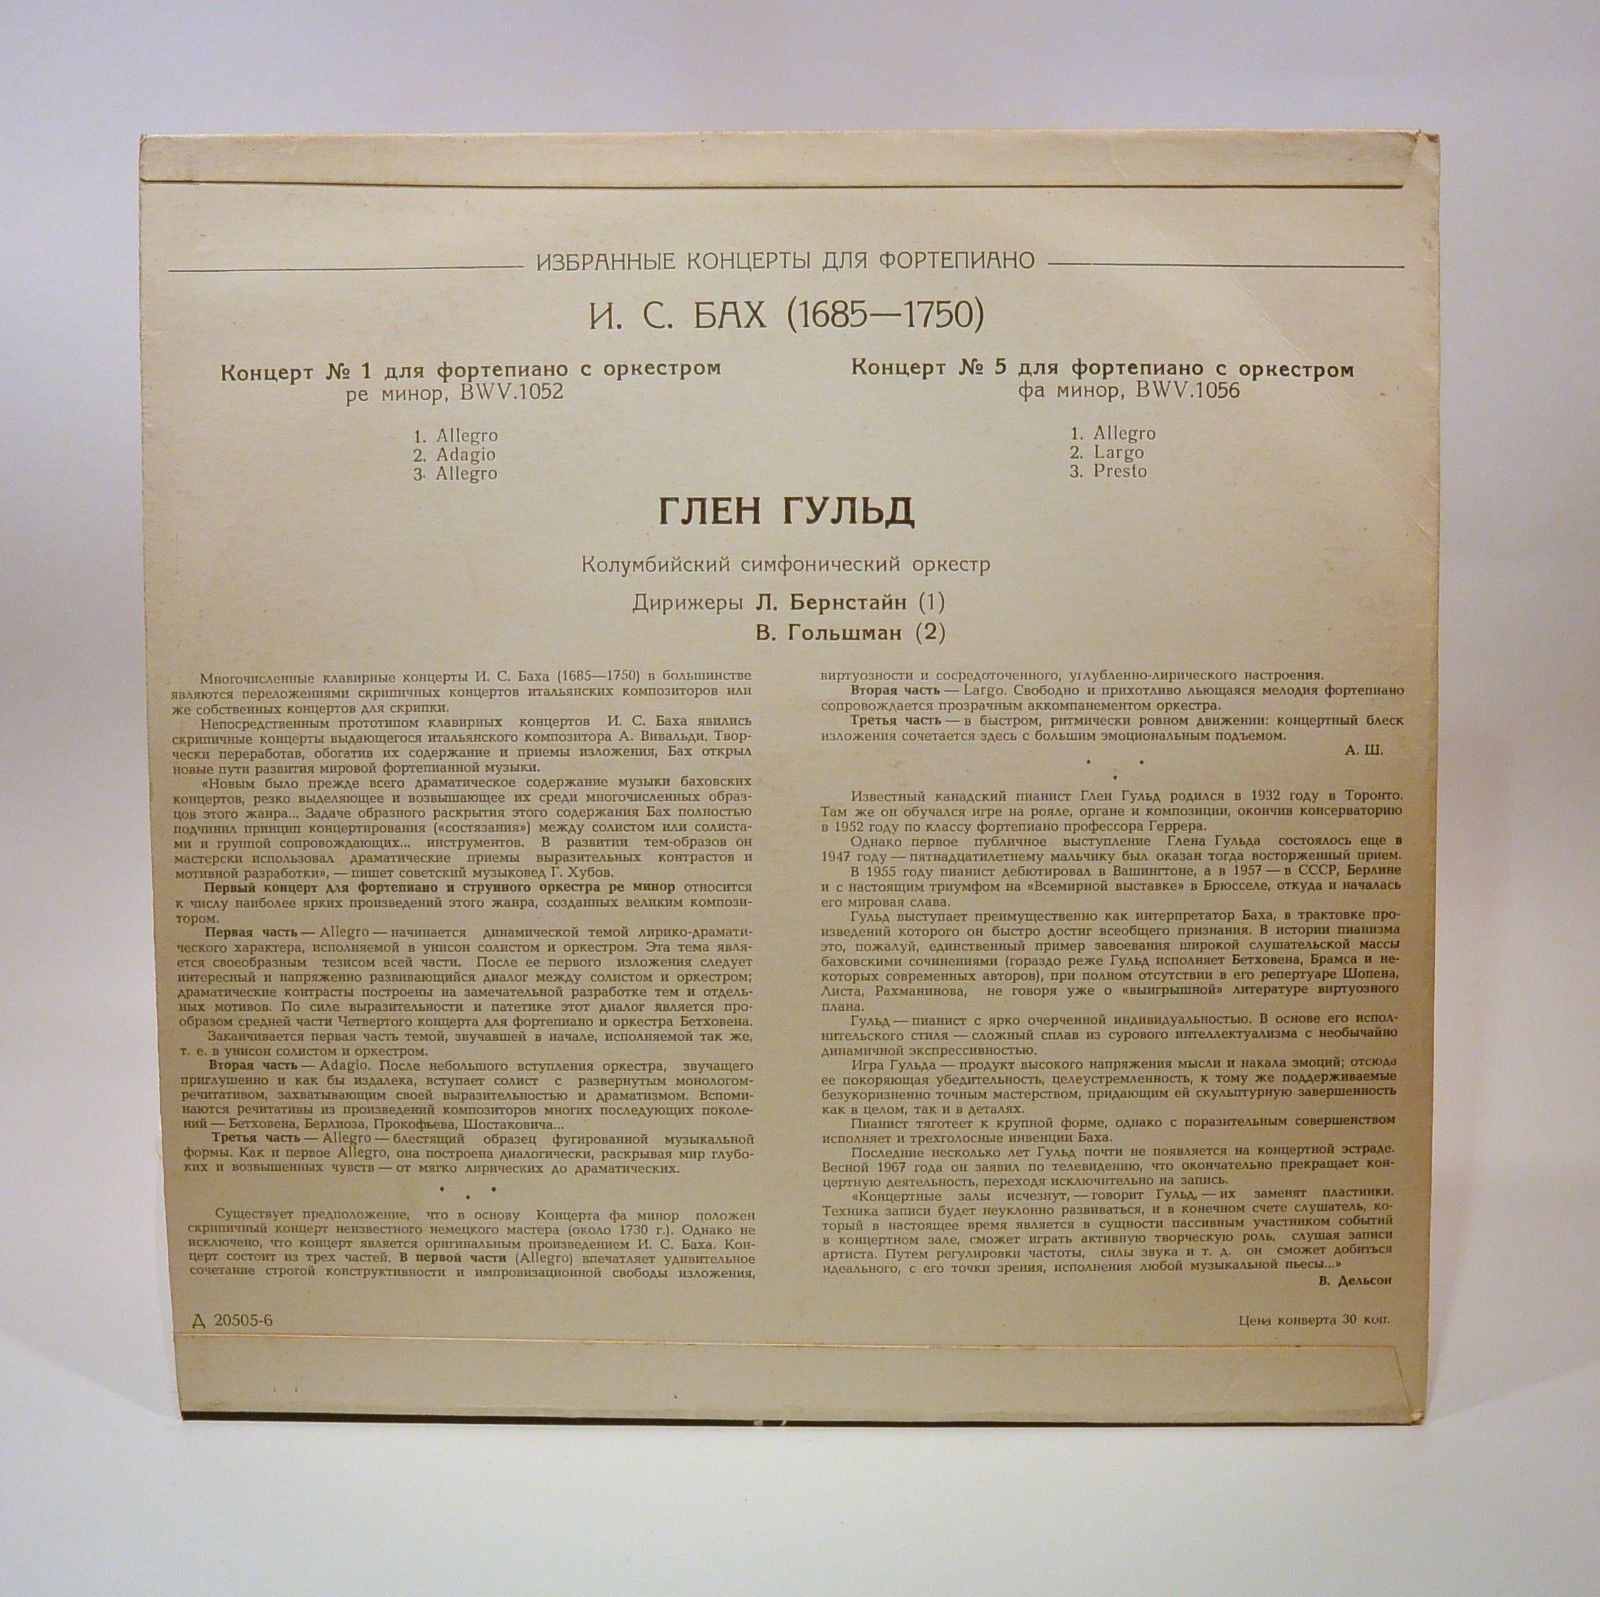 ИЗБРАННЫЕ КОНЦЕРТЫ ДЛЯ ФОРТЕПИАНО
И. С. БАХ (1685—1750)
Концерт № 1 для фортепиано с оркестром
ре минор, BWV.1052
1. Allegro
2. Adagio
3. Allegro
Концерт № 5 для фортепиано с оркестром
фа минор, BWV.1056
1. Allegro
2. Largo
3. Presto
ГЛЕН ГУЛЬД
Колумбийский симфонический оркестр
Дирижеры Л. Бернстайн (1)
В. Гольшман (2)
Многочисленные клавирные концерты И. С. Баха (1685—1750) в большинстве
являются переложениями скрипичных концертов итальянских композиторов или
же собственных концертов для скрипки.
Непосредственным прототипом клавирных концертов И. С. Баха явились
скрипичные концерты выдающегося итальянского композитора А. Вивальди. Твор-
чески переработав, обогатив их содержание и приемы изложения, Бах открыл
новые пути развития мировой фортепианной музыки.
«Новым было прежде всего драматическое содержание музыки баховских
концертов, резко выделяющее и возвышающее их среди многочисленных образ-
цов этого жанра... Задаче образного раскрытия этого содержания Бах полностью
подчинил принцип концертирования («состязания») между солистом или солиста-
ми и группой сопровождающих... инструментов. В развитии тем-образов он
мастерски использовал драматические приемы выразительных контрастов и
мотивной разработки», — пишет советский музыковед Г. Хубов.
Первый концерт для фортепиано и струнного оркестра ре минор относится
к числу наиболее ярких произведений этого жанра, созданных великим компози-
тором.
Первая часть — Allegro — начинается динамической темой лирико-драмати-
ческого характера, исполняемой в унисон солистом и оркестром. Эта тема явля-
ется своеобразным тезисом всей части. После ее первого изложения следует
интересный и напряженно развивающийся диалог между солистом и оркестром;
драматические контрасты построены на замечательной разработке тем и отдель-
ных мотивов. По силе выразительности и патетике этот диалог является про-
образом средней части Четвертого концерта для фортепиано и оркестра Бетховена.
Заканчивается первая часть темой, звучавшей в начале, исполняемой так же,
т. е. в унисон солистом и оркестром.
Вторая часть — Adagio. После небольшого вступления оркестра, звучащего
приглушенно и как бы издалека, вступает солист с развернутым монологом-
речитативом, захватывающим своей выразительностью и драматизмом. Вспоми-
наются речитативы из произведений композиторов многих последующих поколе-
ний — Бетховена, Берлиоза, Прокофьева, Шостаковича...
Третья часть — Allegro — блестящий образец фугированной музыкальной
формы. Как и первое Allegro, она построена диалогически, раскрывая мир глубо-
ких и возвышенных чувств — от мягко лирических до драматических.
Существует предположение, что в основу Концерта фа минор положен
скрипичный концерт неизвестного немецкого мастера (около 1730 г.). Однако не
исключено, что концерт является оригинальным произведением И. С. Баха. Кон-
церт состоит из трех частей. В первой части (Allegro) впечатляет удивительное
сочетание строгой конструктивности и импровизационной свободы изложения,
виртуозности и сосредоточенного, углубленно-лирического настроения.
Вторая часть — Largo. Свободно и прихотливо льющаяся мелодия фортепиано
сопровождается прозрачным аккомпанементом оркестра.
Третья часть — в быстром, ритмически ровном движении: концертный блеск
изложения сочетается здесь с большим эмоциональным подъемом.
А. Ш.
Известный канадский пианист Глен Гульд родился в 1932 году в Торонто.
Там же он обучался игре на рояле, органе и композиции, окончив консерваторию
в 1952 году по классу фортепиано профессора Геррера.
Однако первое публичное выступление Глена Гульда состоялось еще в
1947 году — пятнадцатилетнему мальчику был оказан тогда восторженный прием.
В 1955 году пианист дебютировал в Вашингтоне, а в 1957 — в СССР, Берлине
и с настоящим триумфом на «Всемирной выставке» в Брюсселе, откуда и началась
его мировая слава.
Гульд выступает преимущественно как интерпретатор Баха, в трактовке про-
изведений которого он быстро достиг всеобщего признания. В истории пианизма
это, пожалуй, единственный пример завоевания широкой слушательской массы
баховскими сочинениями (гораздо реже Гульд исполняет Бетховена, Брамса и не-
которых современных авторов), при полном отсутствии в его репертуаре Шопена,
Листа, Рахманинова, не говоря уже о «выигрышной» литературе виртуозного
плана.
Гульд — пианист с ярко очерченной индивидуальностью. В основе его испол-
нительского стиля — сложный сплав из сурового интеллектуализма с необычайно
динамичной экспрессивностью.
Игра Гульда — продукт высокого напряжения мысли и накала эмоций; отсюда
ее покоряющая убедительность, целеустремленность, к тому же поддерживаемые
безукоризненно точным мастерством, придающим ей скульптурную завершенность
как в целом, так и в деталях.
Пианист тяготеет к крупной форме, однако с поразительным совершенством
исполняет и трехголосные инвенции Баха.
Последние несколько лет Гульд почти не появляется на концертной эстраде.
Весной 1967 года он заявил по телевидению, что окончательно прекращает кон-
цертную деятельность, переходя исключительно на запись.
«Концертные залы исчезнут, — говорит Гульд, — их заменят пластинки.
Техника записи будет неуклонно развиваться, и в конечном счете слушатель, ко-
торый в настоящее время является в сущности пассивным участником событий
в концертном зале, сможет играть активную творческую роль, слушая записи
артиста. Путем регулировки частоты, силы звука и т. д. он сможет добиться
идеального, с его точки зрения, исполнения любой музыкальной пьесы...»
В. Дельсон
Д 20505-6
Цена конверта 30 коп.